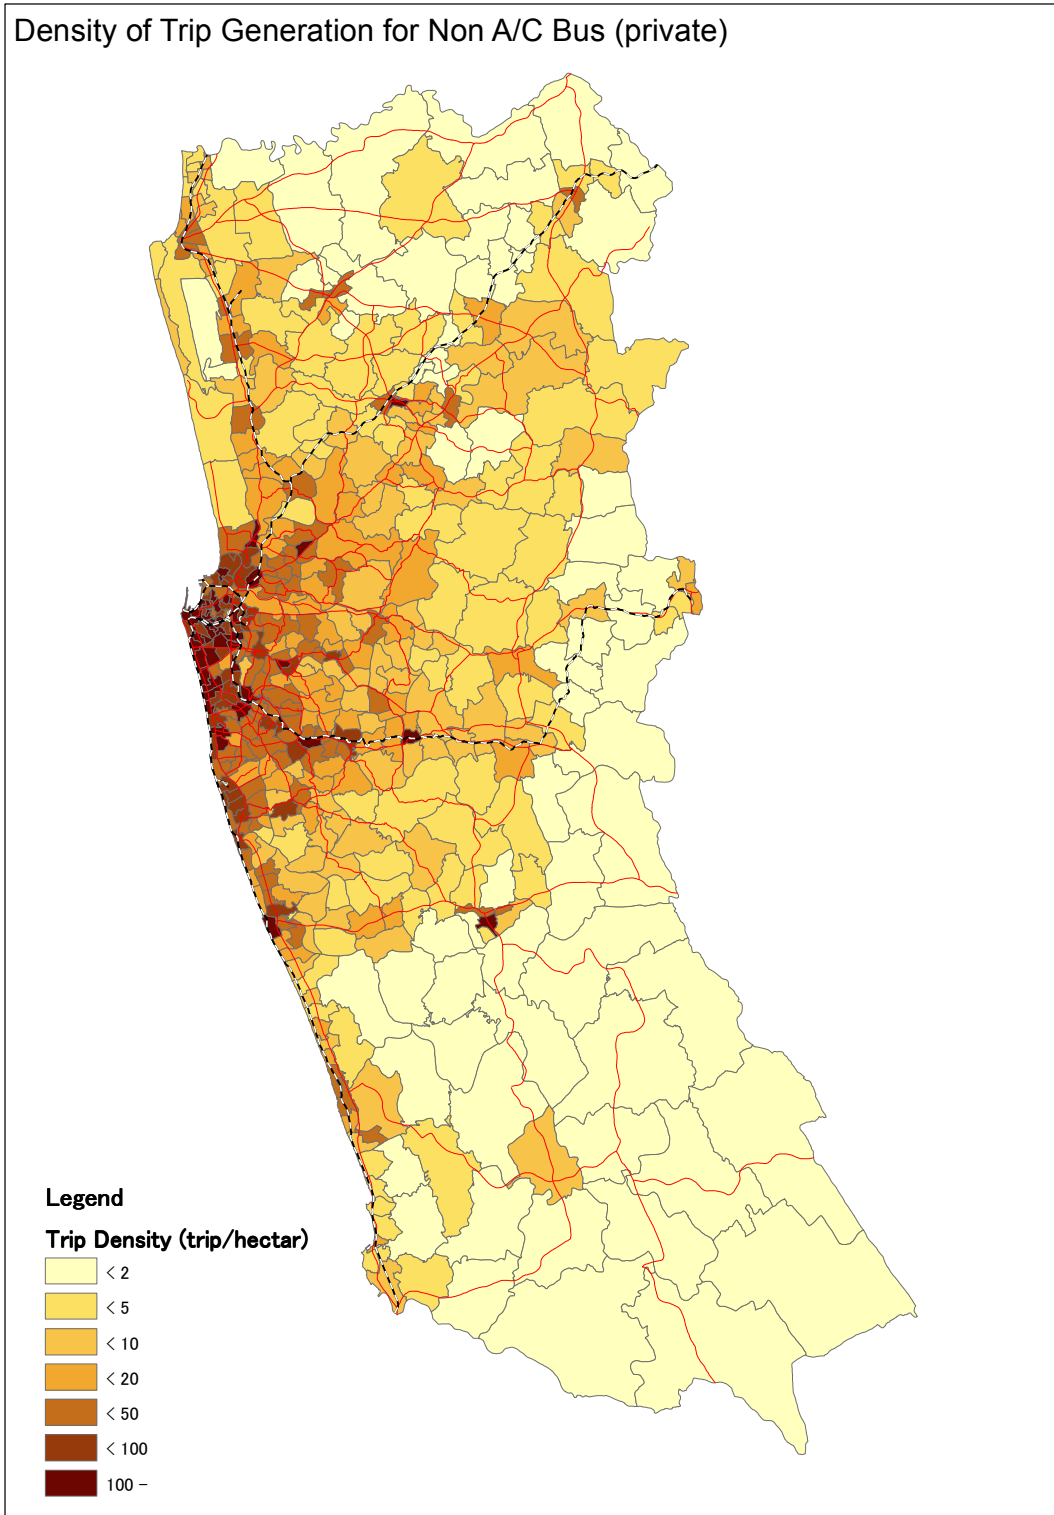 Density of Trip Generation for Non A/C Bus (private)
Legend
Trip Density (trip/hectar)
< 2
< 5
< 10
< 20
< 50
< 100
100 -